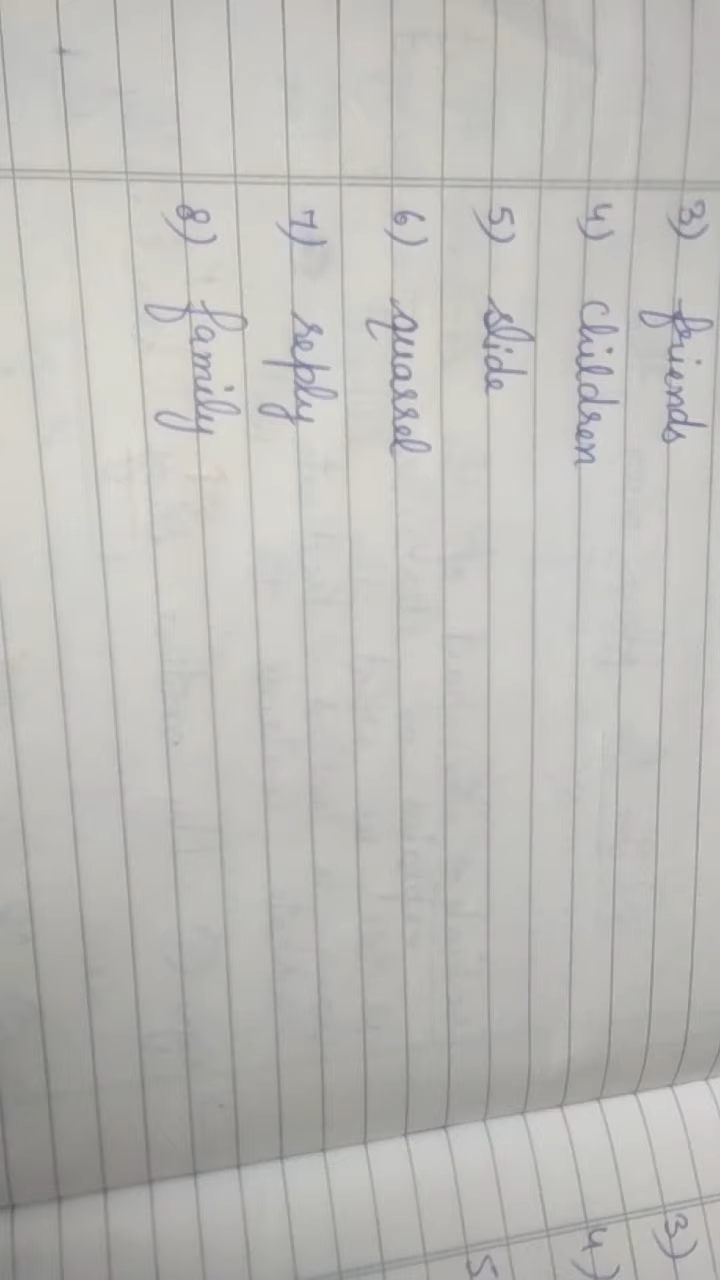 3) friends
4) children
5) slide
6) quarrel
7) reply
8) family
3)
4)
5